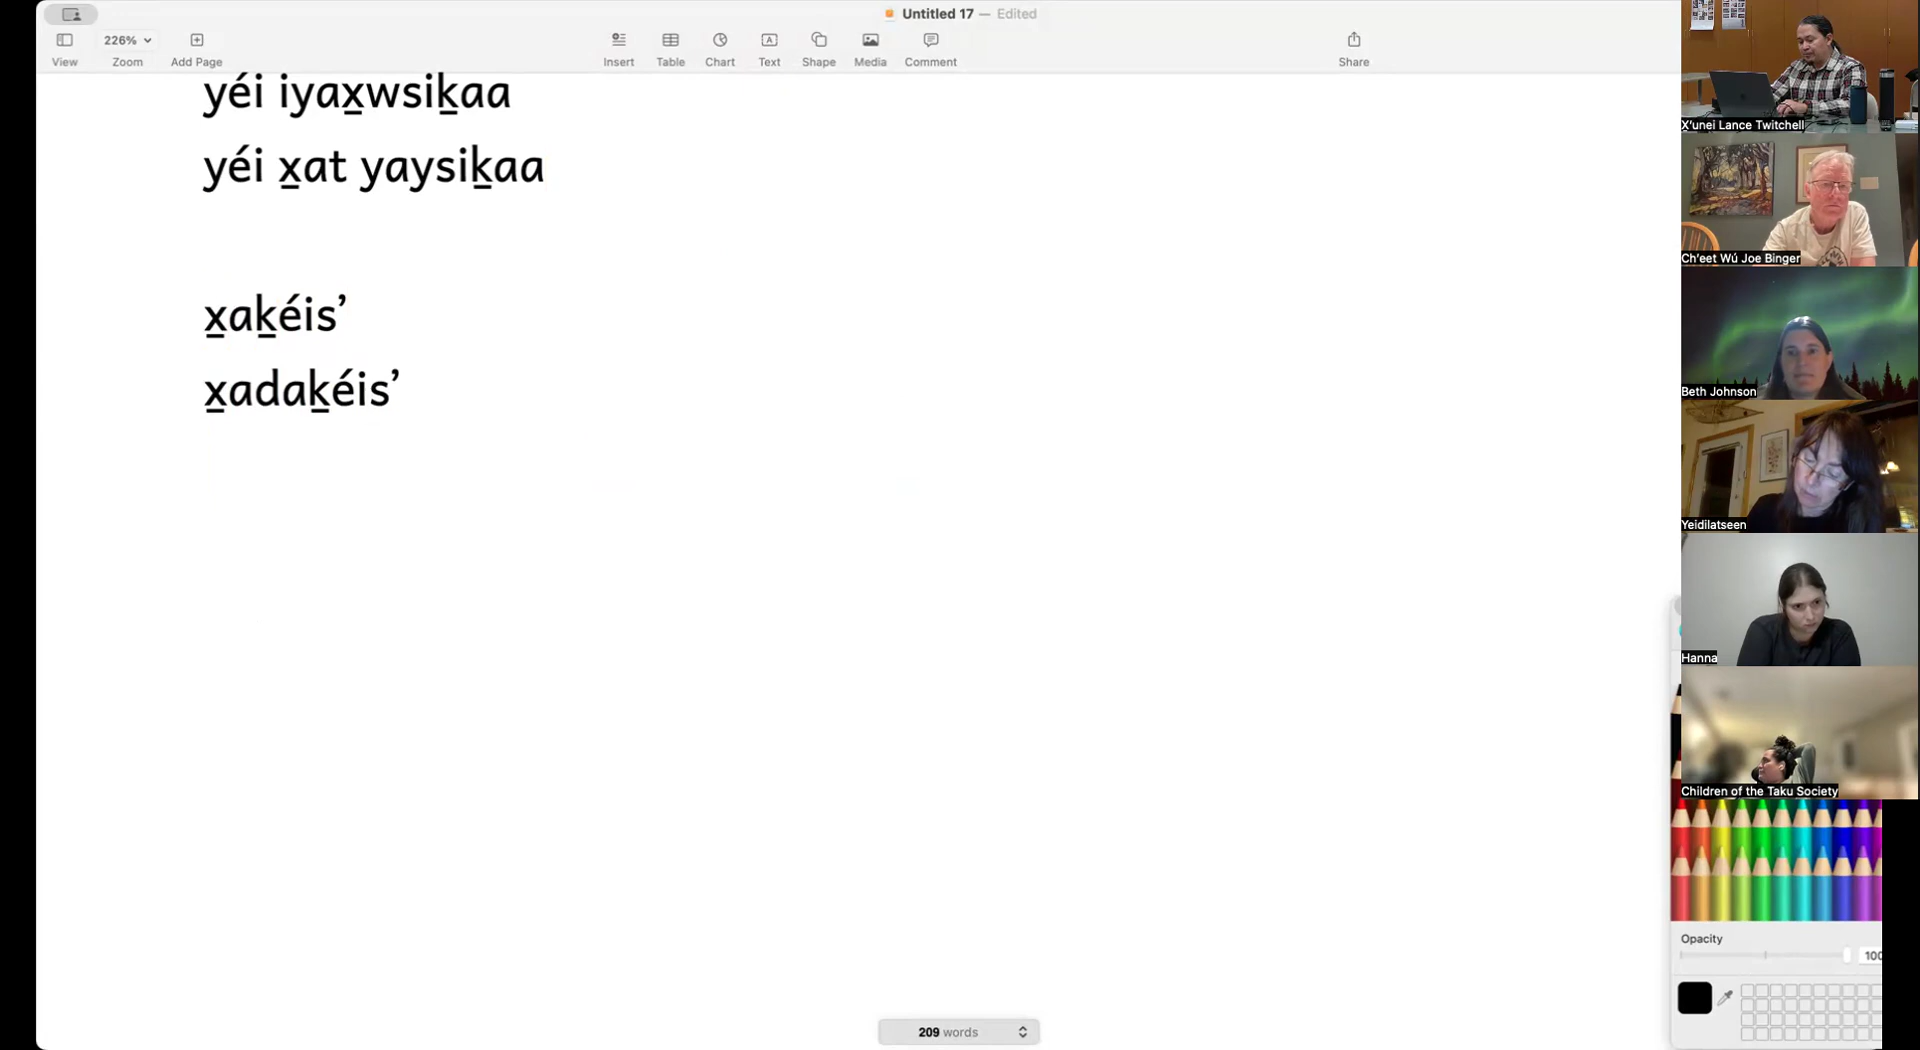 Untitled 17 — Edited
226%
View Zoom Add Page Insert Table Chart Text Shape Media Comment Share
yéi iyax̲wsik̲aa
yéi x̲at yaysik̲aa
x̲ak̲éis’
x̲adak̲éis’
209 words
X’unei Lance Twitchell
Ch’eet Wú Joe Binger
Beth Johnson
Yeidilatseen
Hanna
Children of the Taku Society
Opacity
100